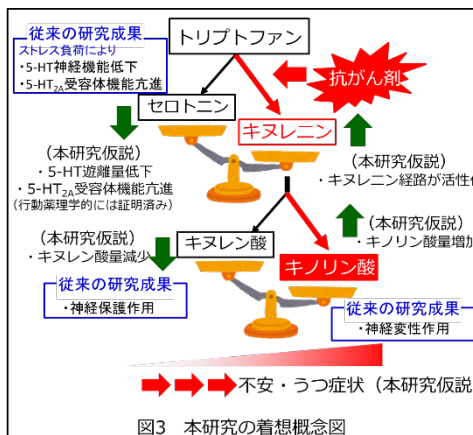 従来の研究成果
ストレス負荷により
・5-HT神経機能低下
・5-HT2A受容体機能亢進
トリプトファン
抗がん剤
セロトニン
キヌレニン
(本研究仮説)
・5-HT遊離量低下
・5-HT2A受容体機能亢進
(行動薬理学的には証明済み)
(本研究仮説)
・キヌレニン経路が活性化
(本研究仮説)
・キヌレン酸量減少
キヌレン酸
(本研究仮説)
・キノリン酸量増加
キノリン酸
従来の研究成果
・神経保護作用
従来の研究成果
・神経変性作用
不安・うつ症状(本研究仮説
図3 本研究の着想概念図